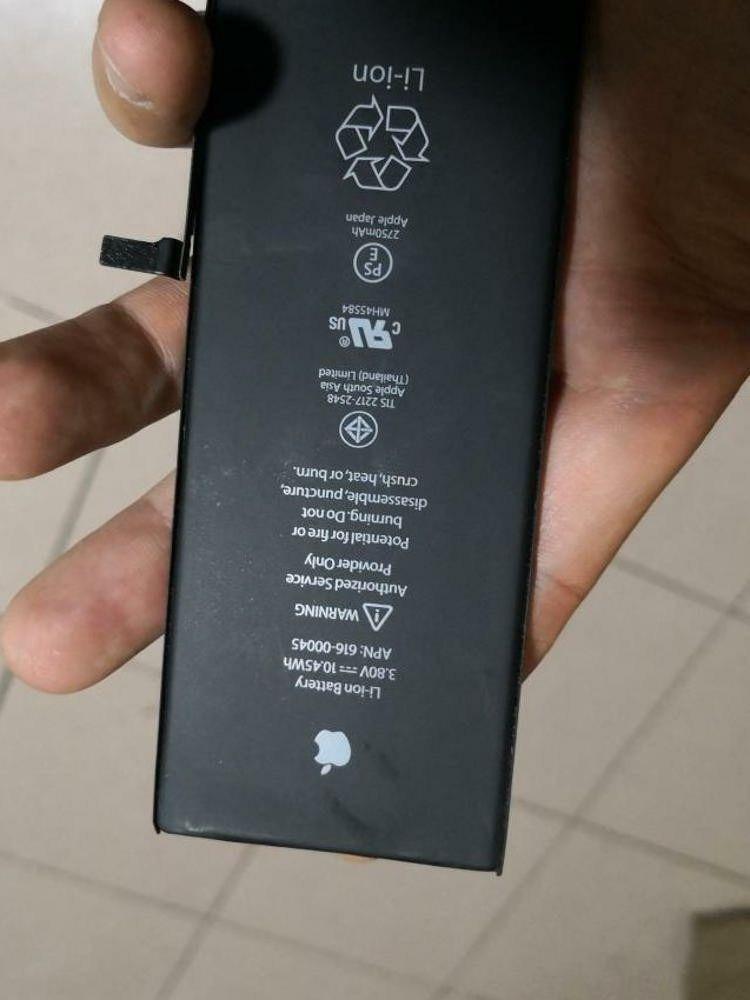 Li-ion Battery
3.80V 10.45Wh
APN: 616-00045
WARNING
Authorized Service
Provider Only
Potential for fire or
burning. Do not
disassemble, puncture,
crush, heat, or burn.
TIS 2217-2548
Apple South Asia
(Thailand) Limited
C RU® US
MH45584
PS
E
2750mAh
Apple Japan
Li-ion